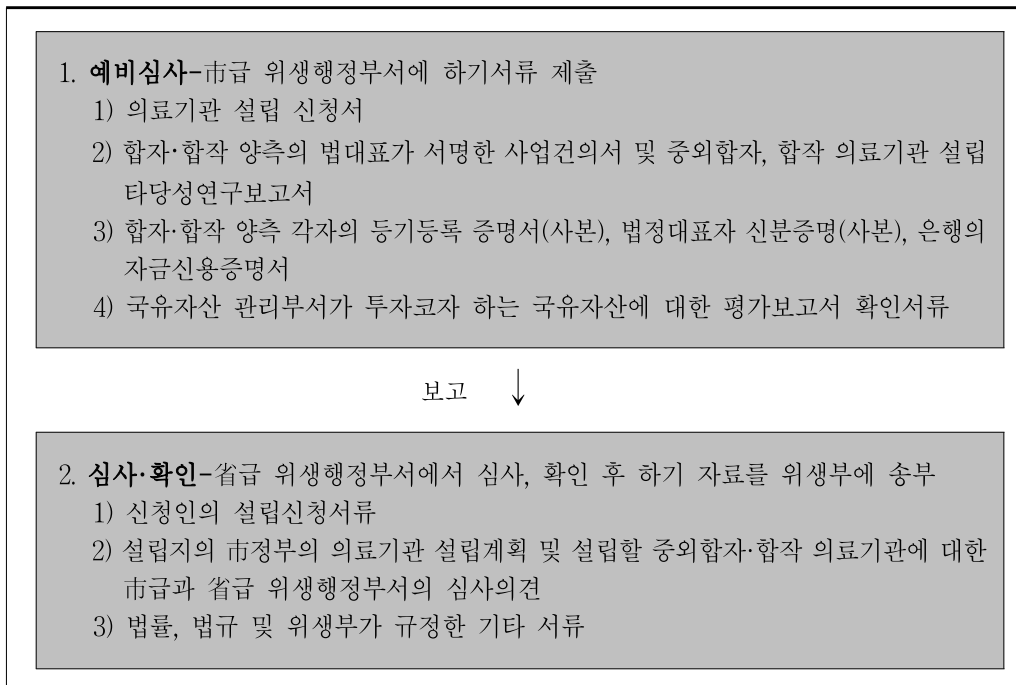 1. 예비심사-市급 위생행정부서에 하기서류 제출
1) 의료기관 설립 신청서
2) 합자·합작 양측의 법대표가 서명한 사업건의서 및 중외합자, 합작 의료기관 설립
타당성연구보고서
3) 합자·합작 양측 각자의 등기등록 증명서(사본), 법정대표자 신분증명(사본), 은행의
자금신용증명서
4) 국유자산 관리부서가 투자코자 하는 국유자산에 대한 평가보고서 확인서류
보고 ↓
2. 심사·확인-省급 위생행정부서에서 심사, 확인 후 하기 자료를 위생부에 송부
1) 신청인의 설립신청서류
2) 설립지의 市정부의 의료기관 설립계획 및 설립할 중외합자·합작 의료기관에 대한
市급과 省급 위생행정부서의 심사의견
3) 법률, 법규 및 위생부가 규정한 기타 서류